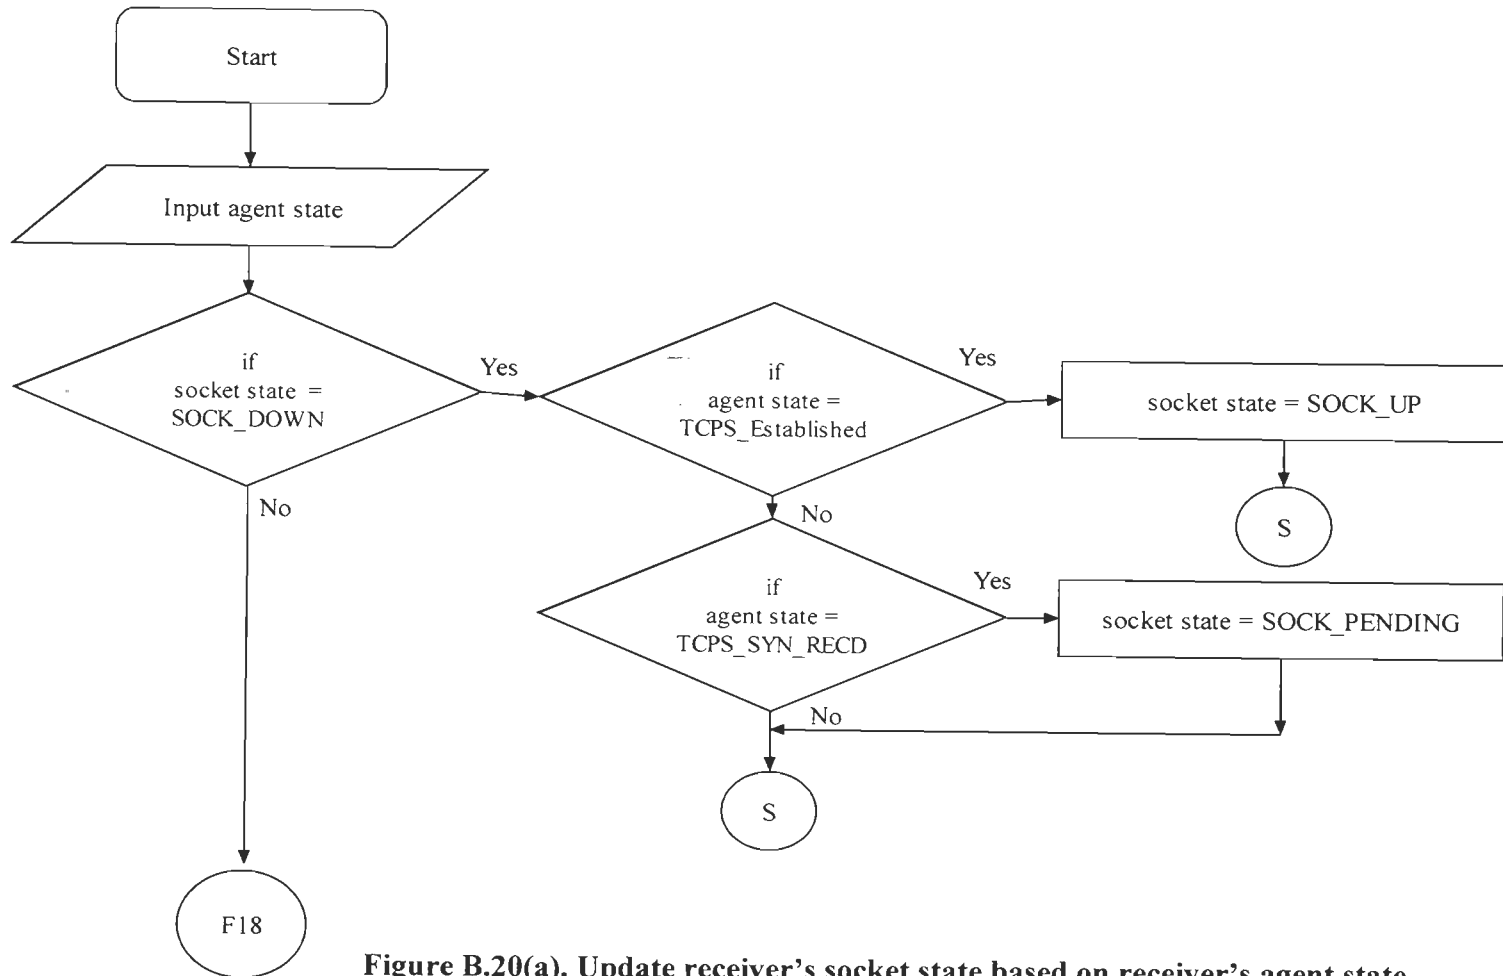 Start
Input agent state
if
socket state =
SOCK_DOWN
Yes
No
if
agent state =
TCPS_Established
Yes
No
socket state = SOCK_UP
S
if
agent state =
TCPS_SYN_RECD
Yes
No
socket state = SOCK_PENDING
S
F18
Figure B.20(a). Update receiver's socket state based on receiver's agent state